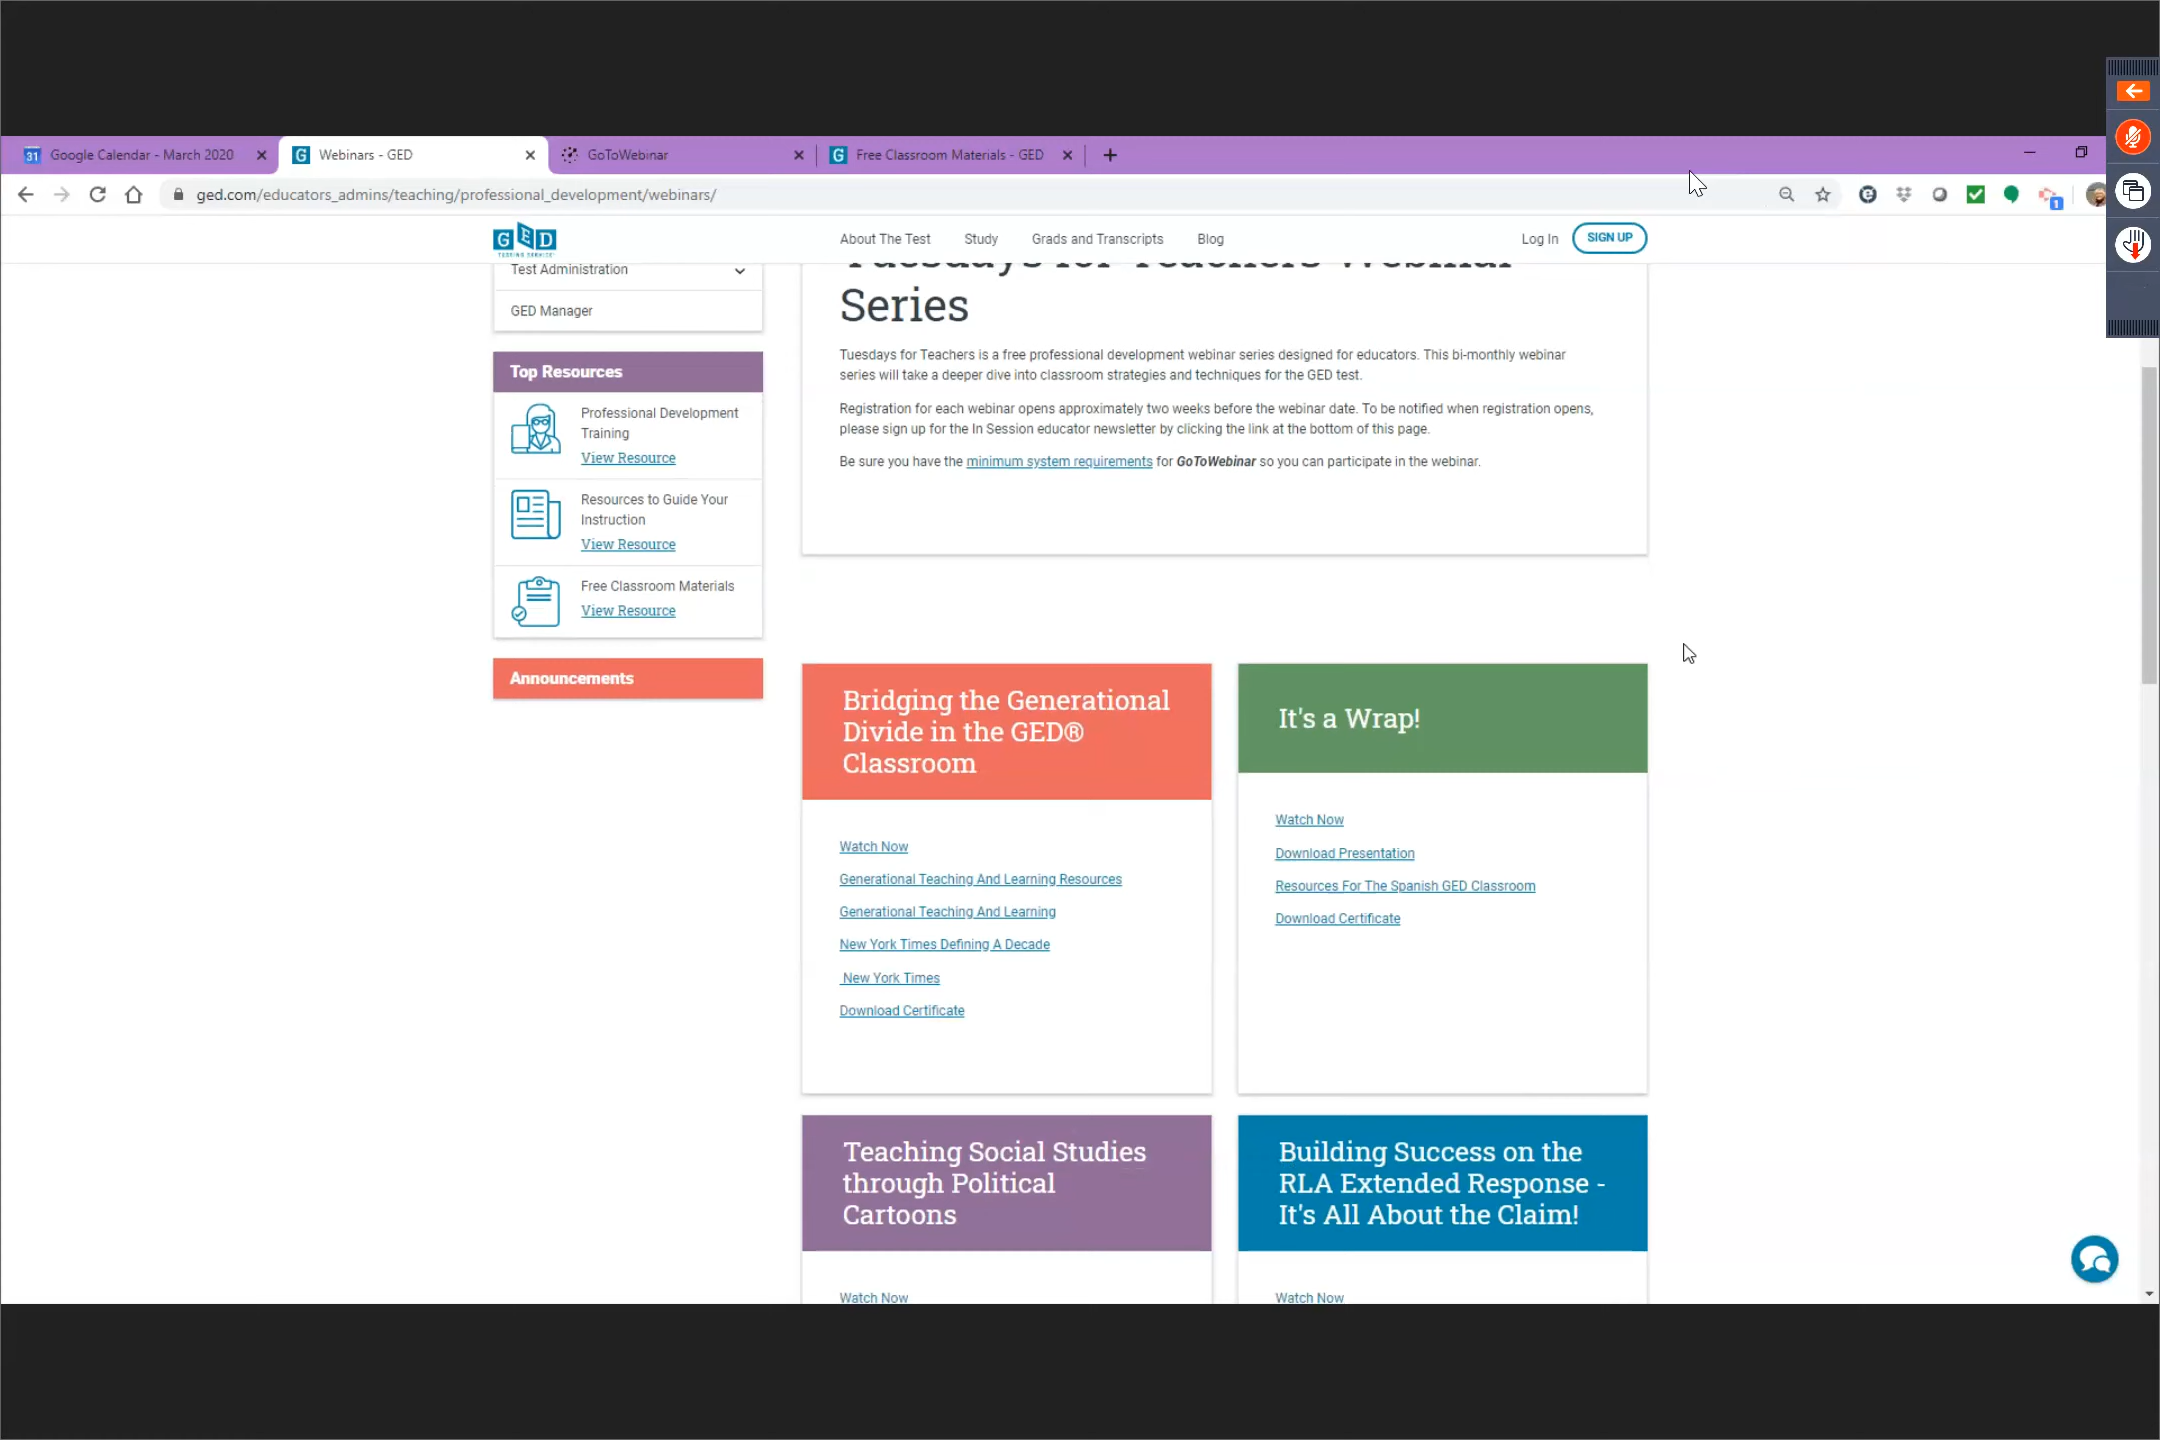 31 Google Calendar - March 2020
G Webinars - GED
GoToWebinar
G Free Classroom Materials - GED
ged.com/educators_admins/teaching/professional_development/webinars/
1
GED
TESTING SERVICE
About The Test
Study
Grads and Transcripts
Blog
Log In
SIGN UP
Test Administration
GED Manager
Top Resources
Professional Development
Training
View Resource
Resources to Guide Your
Instruction
View Resource
Free Classroom Materials
View Resource
Announcements
Tuesdays for Teachers Webinar
Series
Tuesdays for Teachers is a free professional development webinar series designed for educators. This bi-monthly webinar
series will take a deeper dive into classroom strategies and techniques for the GED test.
Registration for each webinar opens approximately two weeks before the webinar date. To be notified when registration opens,
please sign up for the In Session educator newsletter by clicking the link at the bottom of this page.
Be sure you have the minimum system requirements for GoToWebinar so you can participate in the webinar.
Bridging the Generational
Divide in the GED®
Classroom
Watch Now
Generational Teaching And Learning Resources
Generational Teaching And Learning
New York Times Defining A Decade
New York Times
Download Certificate
It's a Wrap!
Watch Now
Download Presentation
Resources For The Spanish GED Classroom
Download Certificate
Teaching Social Studies
through Political
Cartoons
Watch Now
Building Success on the
RLA Extended Response -
It's All About the Claim!
Watch Now